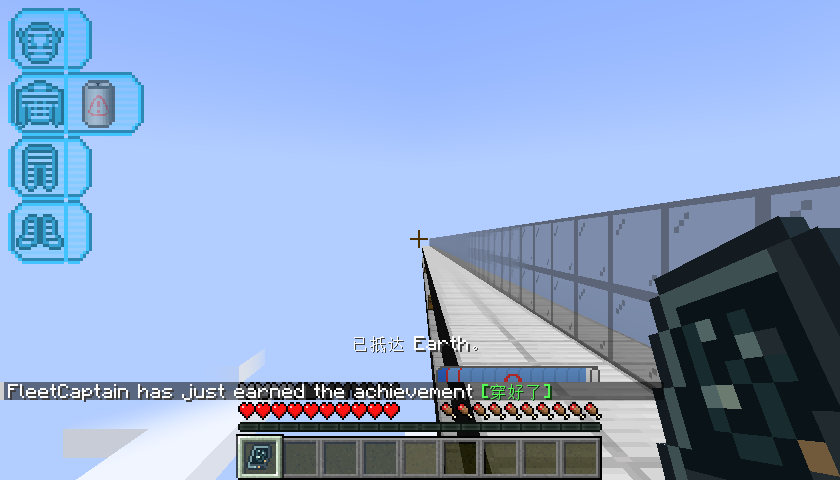 已抵达 Earth。
FleetCaptain has just earned the achievement [穿好了]